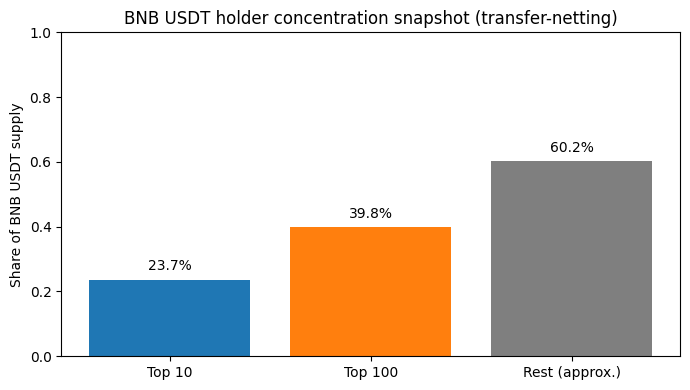 BNB USDT holder concentration snapshot (transfer-netting)
Share of BNB USDT supply
1.0
0.8
0.6
0.4
0.2
0.0
23.7%
39.8%
60.2%
Top 10
Top 100
Rest (approx.)